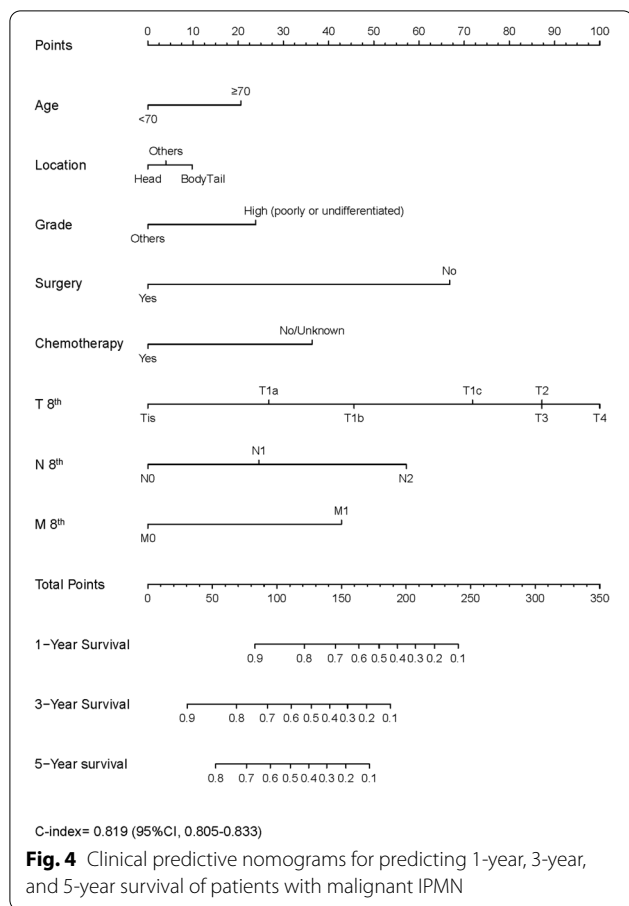 Points
0 10 20 30 40 50 60 70 80 90 100
≥70
Age
<70
Others
Location
Head BodyTail
High (poorly or undifferentiated)
Grade
Others
No
Surgery
Yes
No/Unknown
Chemotherapy
Yes
T1a T1c T2
T 8th
Tis T1b T3 T4
N1
N 8th
N0 N2
M1
M 8th
M0
Total Points
0 50 100 150 200 250 300 350
1−Year Survival
0.9 0.8 0.7 0.6 0.5 0.4 0.3 0.2 0.1
3−Year Survival
0.9 0.8 0.7 0.6 0.5 0.4 0.3 0.2 0.1
5−Year survival
0.8 0.7 0.6 0.5 0.4 0.3 0.2 0.1
C-index= 0.819 (95%CI, 0.805-0.833)
Fig. 4 Clinical predictive nomograms for predicting 1-year, 3-year,
and 5-year survival of patients with malignant IPMN